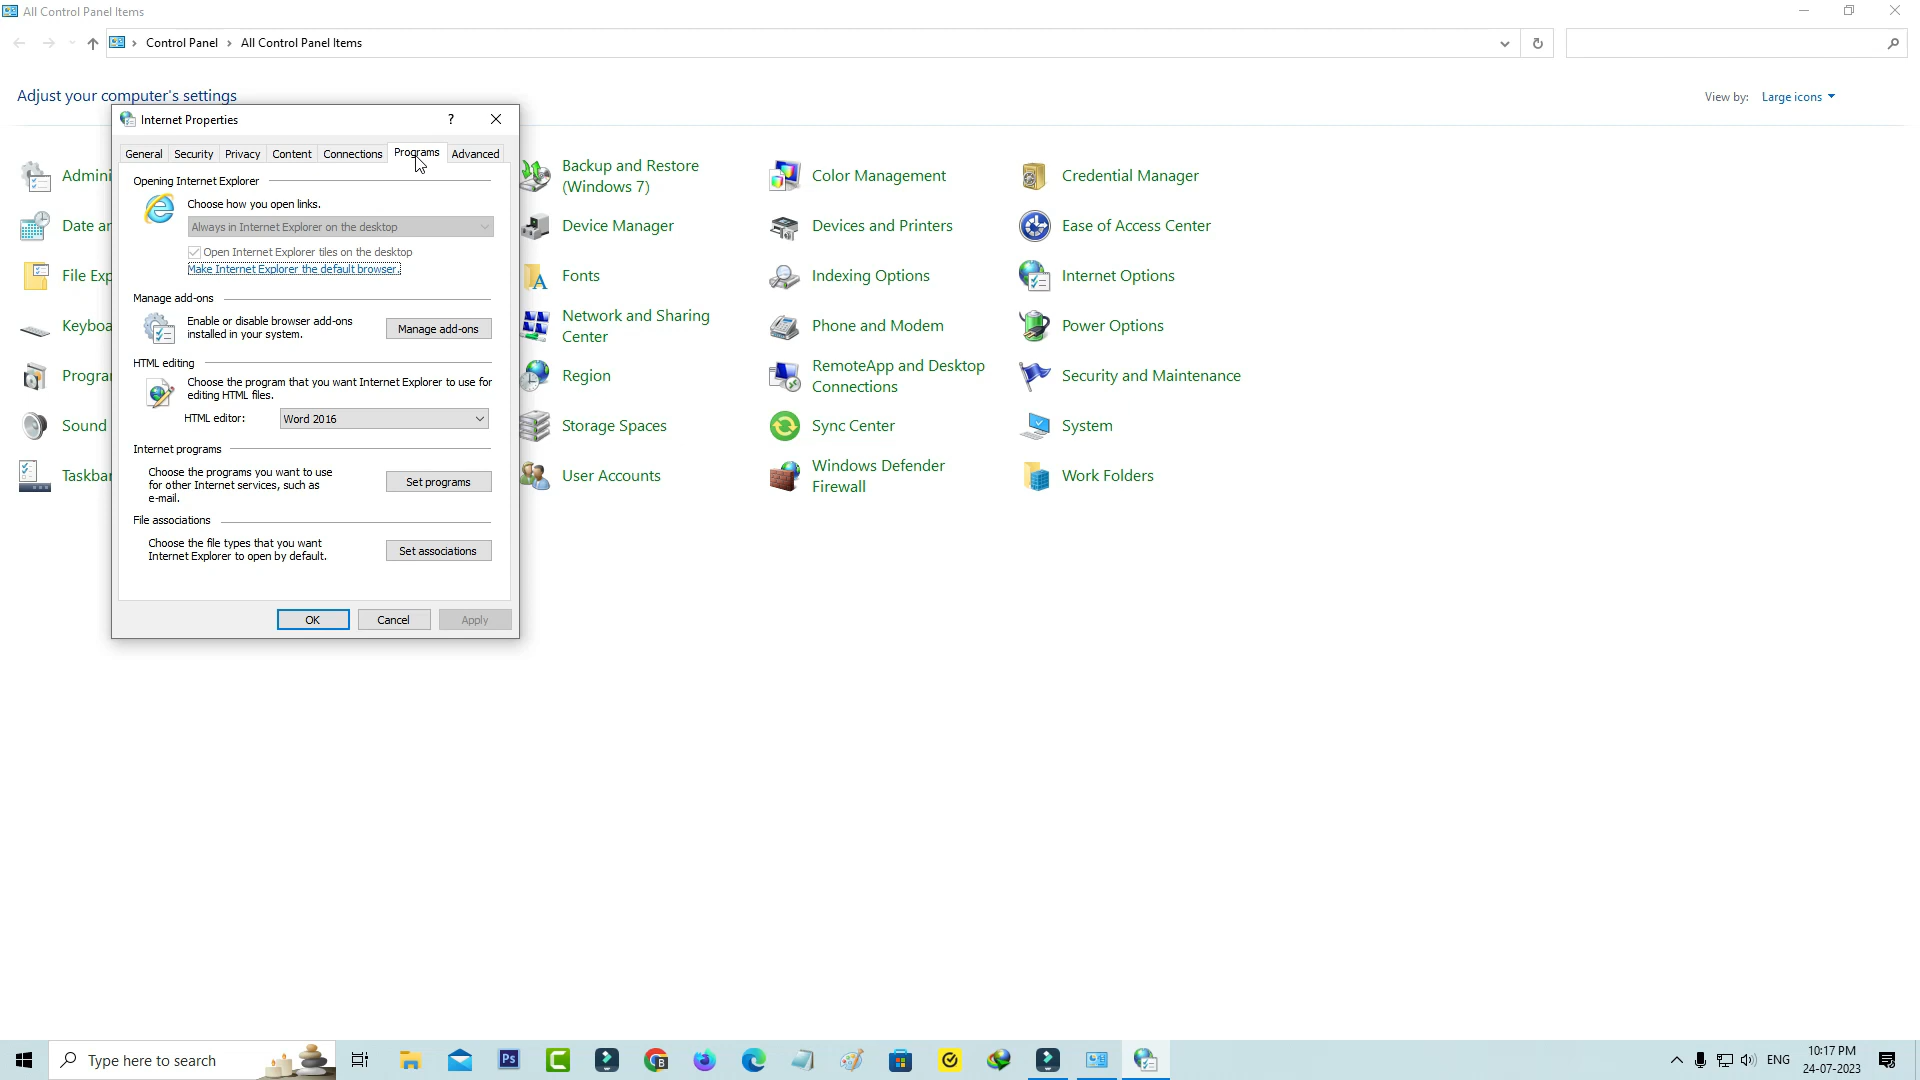 All Control Panel Items
Control Panel > All Control Panel Items
Adjust your computer's settings
View by: Large icons
Internet Properties
?
General Security Privacy Content Connections Programs Advanced
Opening Internet Explorer
Choose how you open links.
Always in Internet Explorer on the desktop
Open Internet Explorer tiles on the desktop
Make Internet Explorer the default browser.
Manage add-ons
Enable or disable browser add-ons
installed in your system.
Manage add-ons
HTML editing
Choose the program that you want Internet Explorer to use for
editing HTML files.
HTML editor: Word 2016
Internet programs
Choose the programs you want to use
for other Internet services, such as
e-mail.
Set programs
File associations
Choose the file types that you want
Internet Explorer to open by default.
Set associations
OK Cancel Apply
Admini
Date ar
File Exp
Keyboa
Prograr
Sound
Taskbar
Backup and Restore
(Windows 7)
Color Management
Credential Manager
Device Manager
Devices and Printers
Ease of Access Center
Fonts
Indexing Options
Internet Options
Network and Sharing
Center
Phone and Modem
Power Options
Region
RemoteApp and Desktop
Connections
Security and Maintenance
Storage Spaces
Sync Center
System
User Accounts
Windows Defender
Firewall
Work Folders
Type here to search
Ps
ENG
10:17 PM
24-07-2023